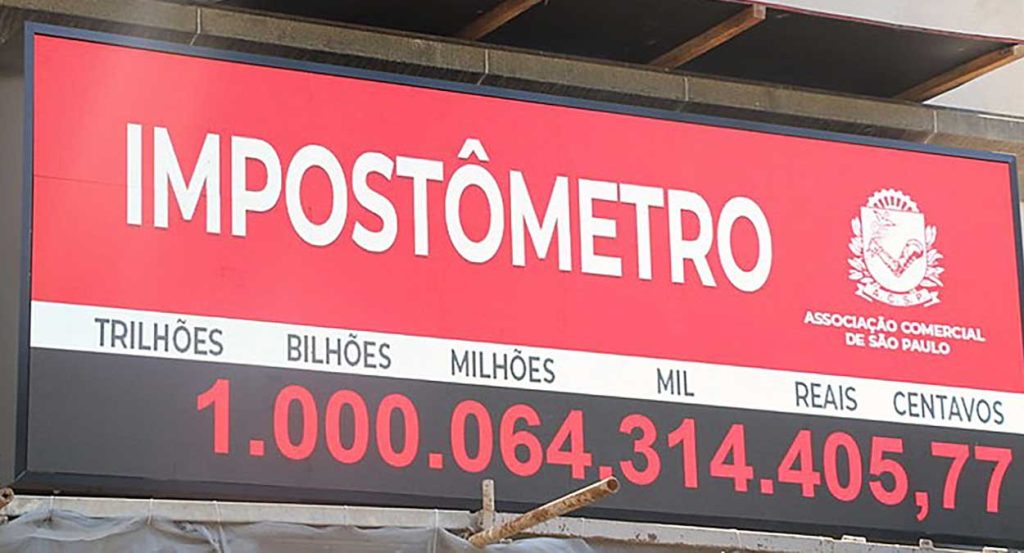 IMPOSTÔMETRO
A.C.S.P
ASSOCIAÇÃO COMERCIAL
DE SÃO PAULO
TRILHÕES BILHÕES MILHÕES MIL REAIS CENTAVOS
1.000.064.314.405,77